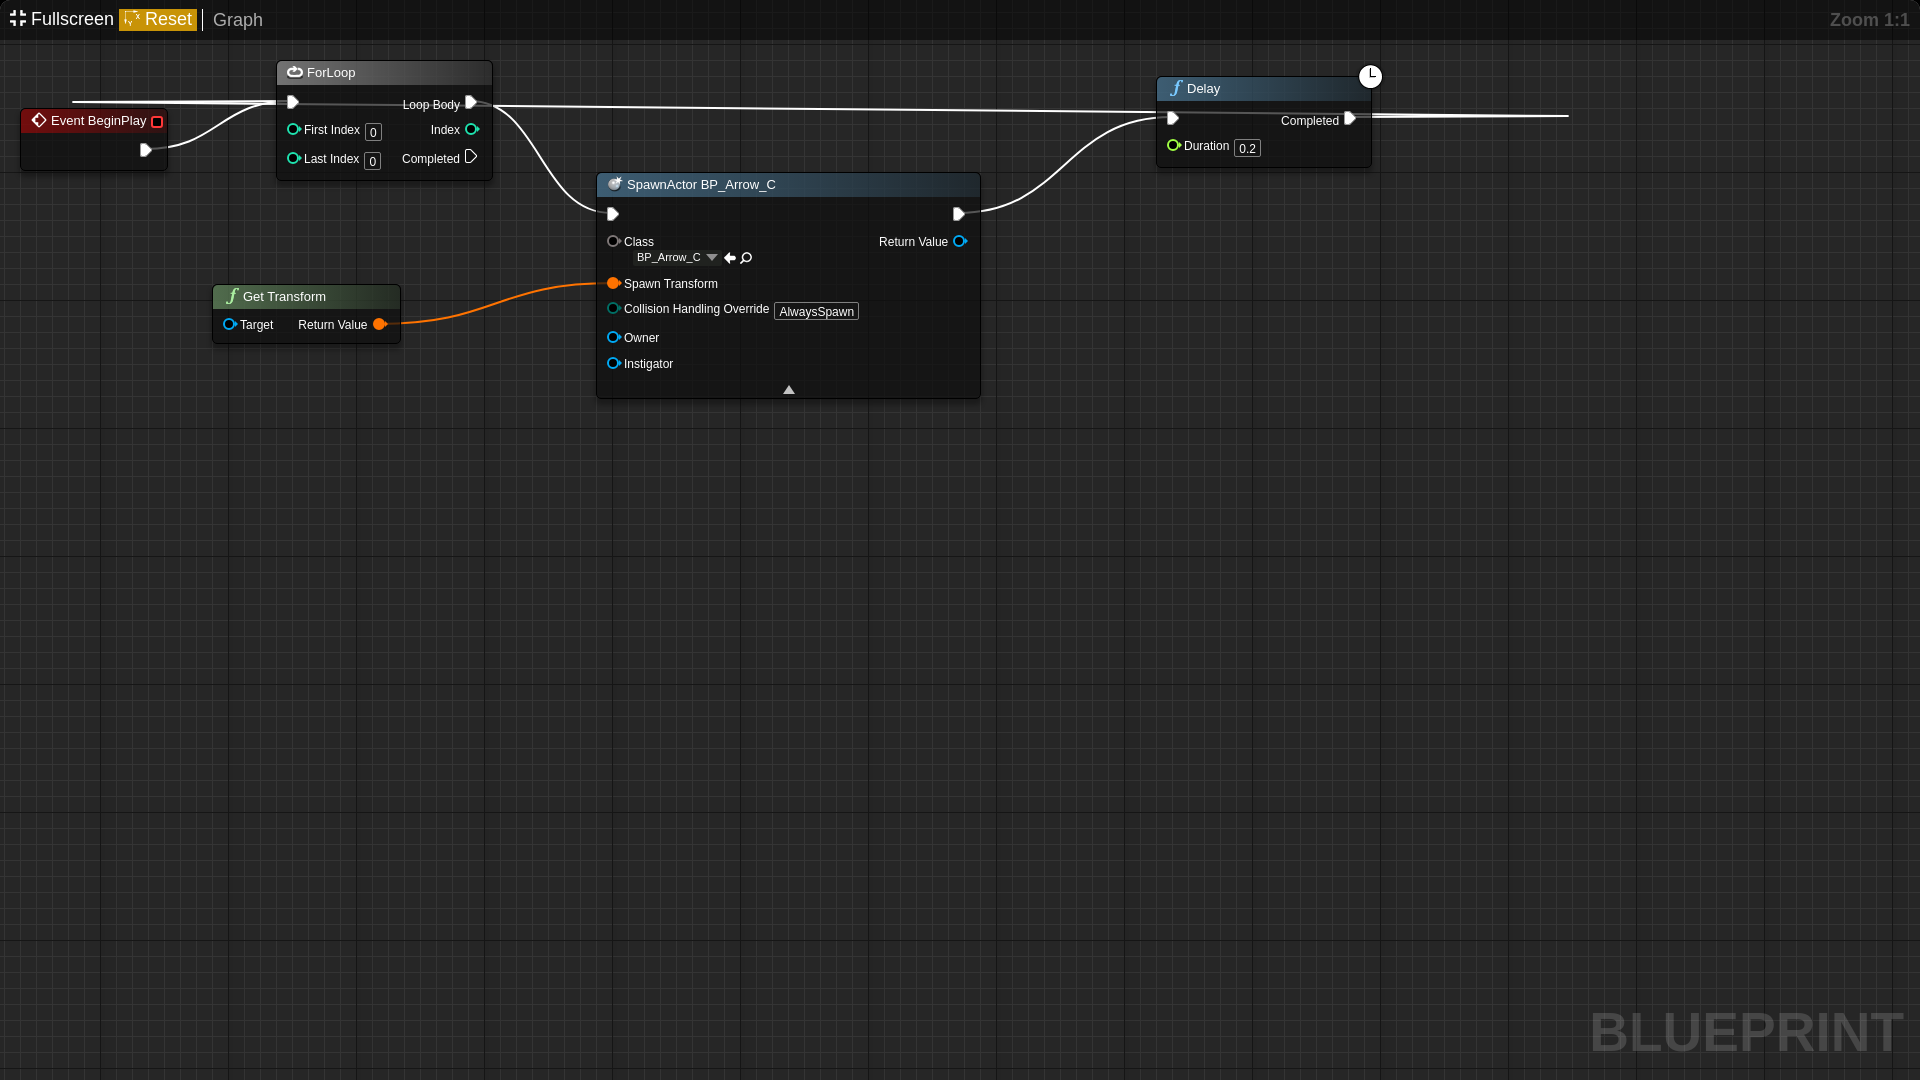 Fullscreen Reset Graph Zoom 1:1
ForLoop
Loop Body
First Index 0 Index
Last Index 0 Completed
Event BeginPlay
Delay
Completed
Duration 0.2
SpawnActor BP_Arrow_C
Class Return Value
BP_Arrow_C
Spawn Transform
Collision Handling Override AlwaysSpawn
Owner
Instigator
Get Transform
Target Return Value
BLUEPRINT